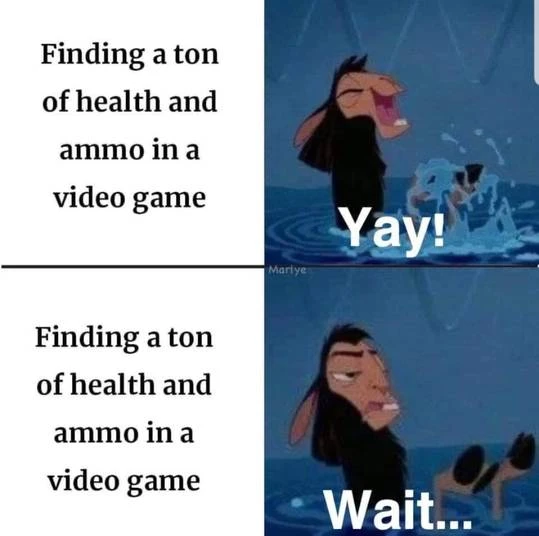 Finding a ton
of health and
ammo in a
video game
Yay!
Marlye
Finding a ton
of health and
ammo in a
video game
Wait...